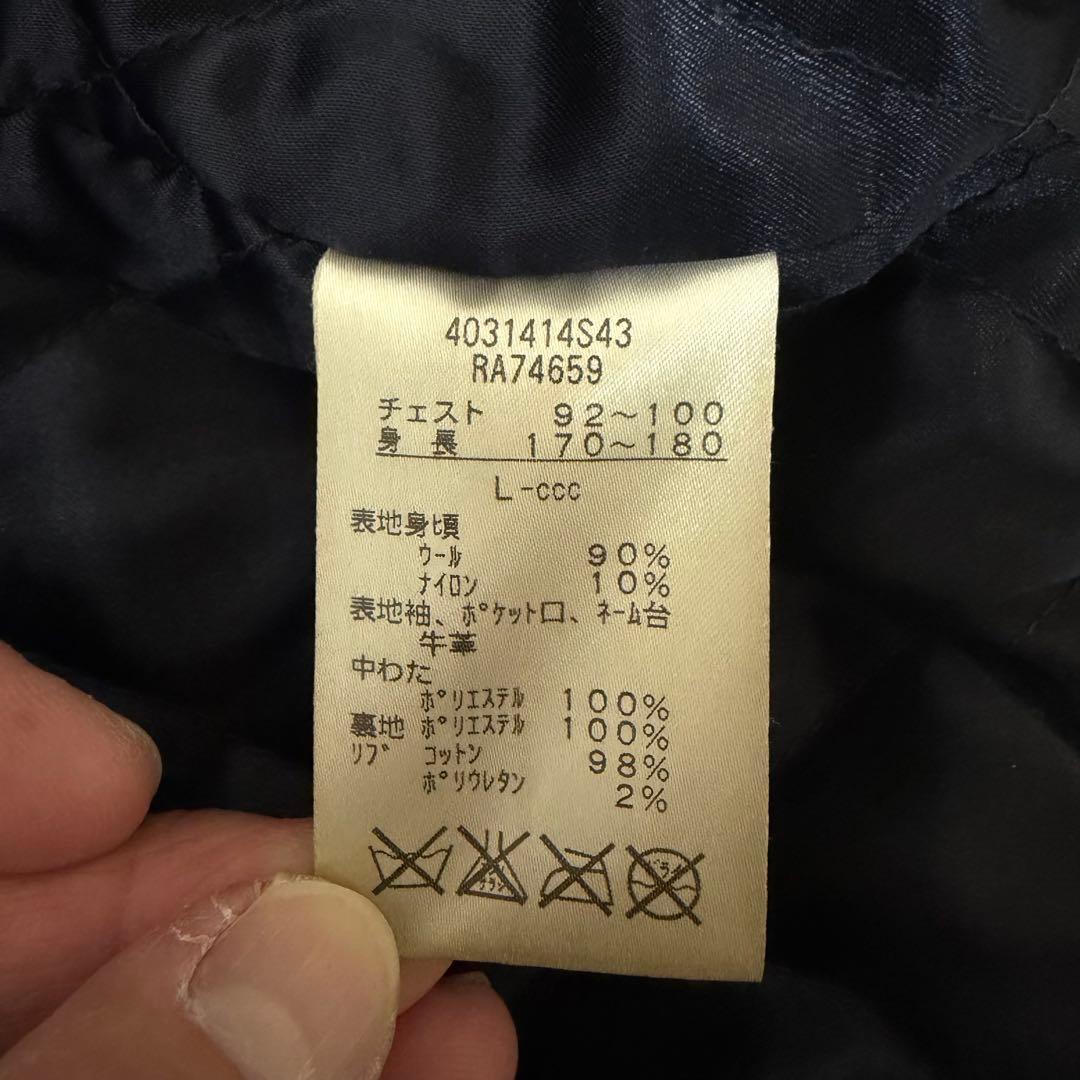 4031414S43
RA74659
チェスト 92~100
身 長 170~180
L-ccc
表地身頃
ウール 90%
ナイロン 10%
表地袖、ポケット口、ネーム台
牛革
中わた
ポリエステル 100%
裏地 ポリエステル 100%
リブ コットン 98%
ポリウレタン 2%